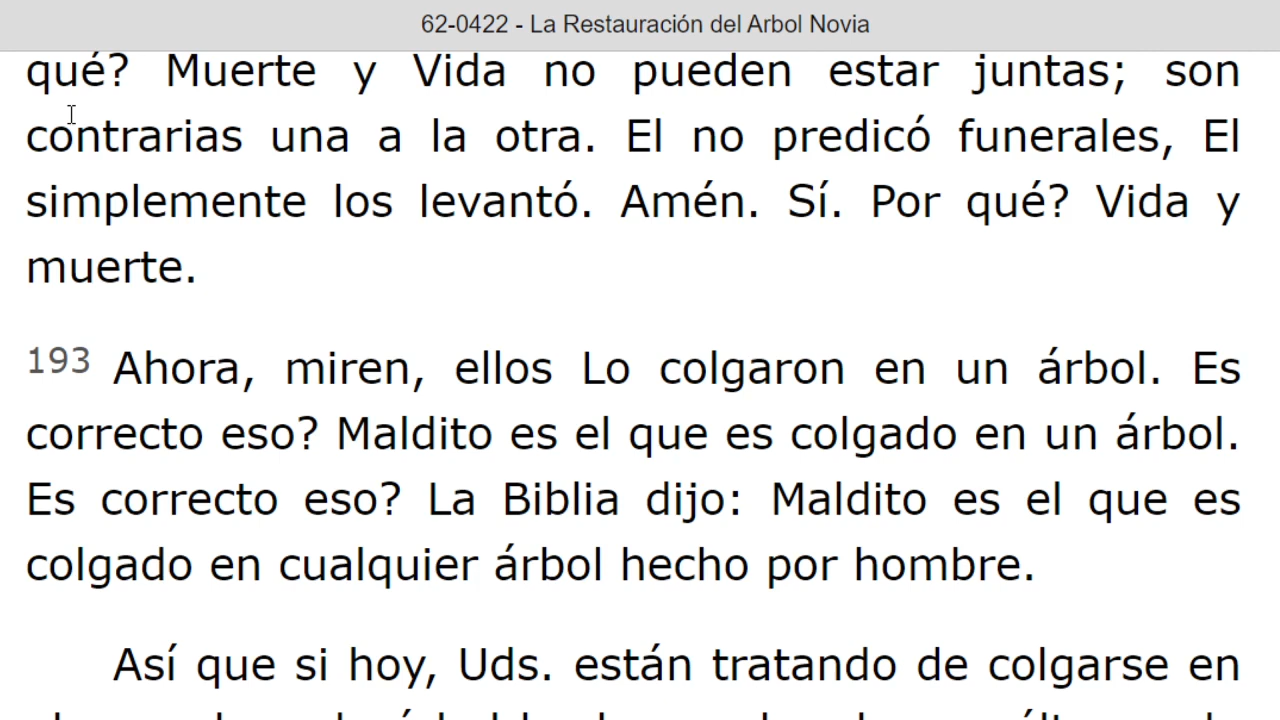 62-0422 - La Restauración del Arbol Novia
qué? Muerte y Vida no pueden estar juntas; son
contrarias una a la otra. El no predicó funerales, El
simplemente los levantó. Amén. Sí. Por qué? Vida y
muerte.
193 Ahora, miren, ellos Lo colgaron en un árbol. Es
correcto eso? Maldito es el que es colgado en un árbol.
Es correcto eso? La Biblia dijo: Maldito es el que es
colgado en cualquier árbol hecho por hombre.
Así que si hoy, Uds. están tratando de colgarse en